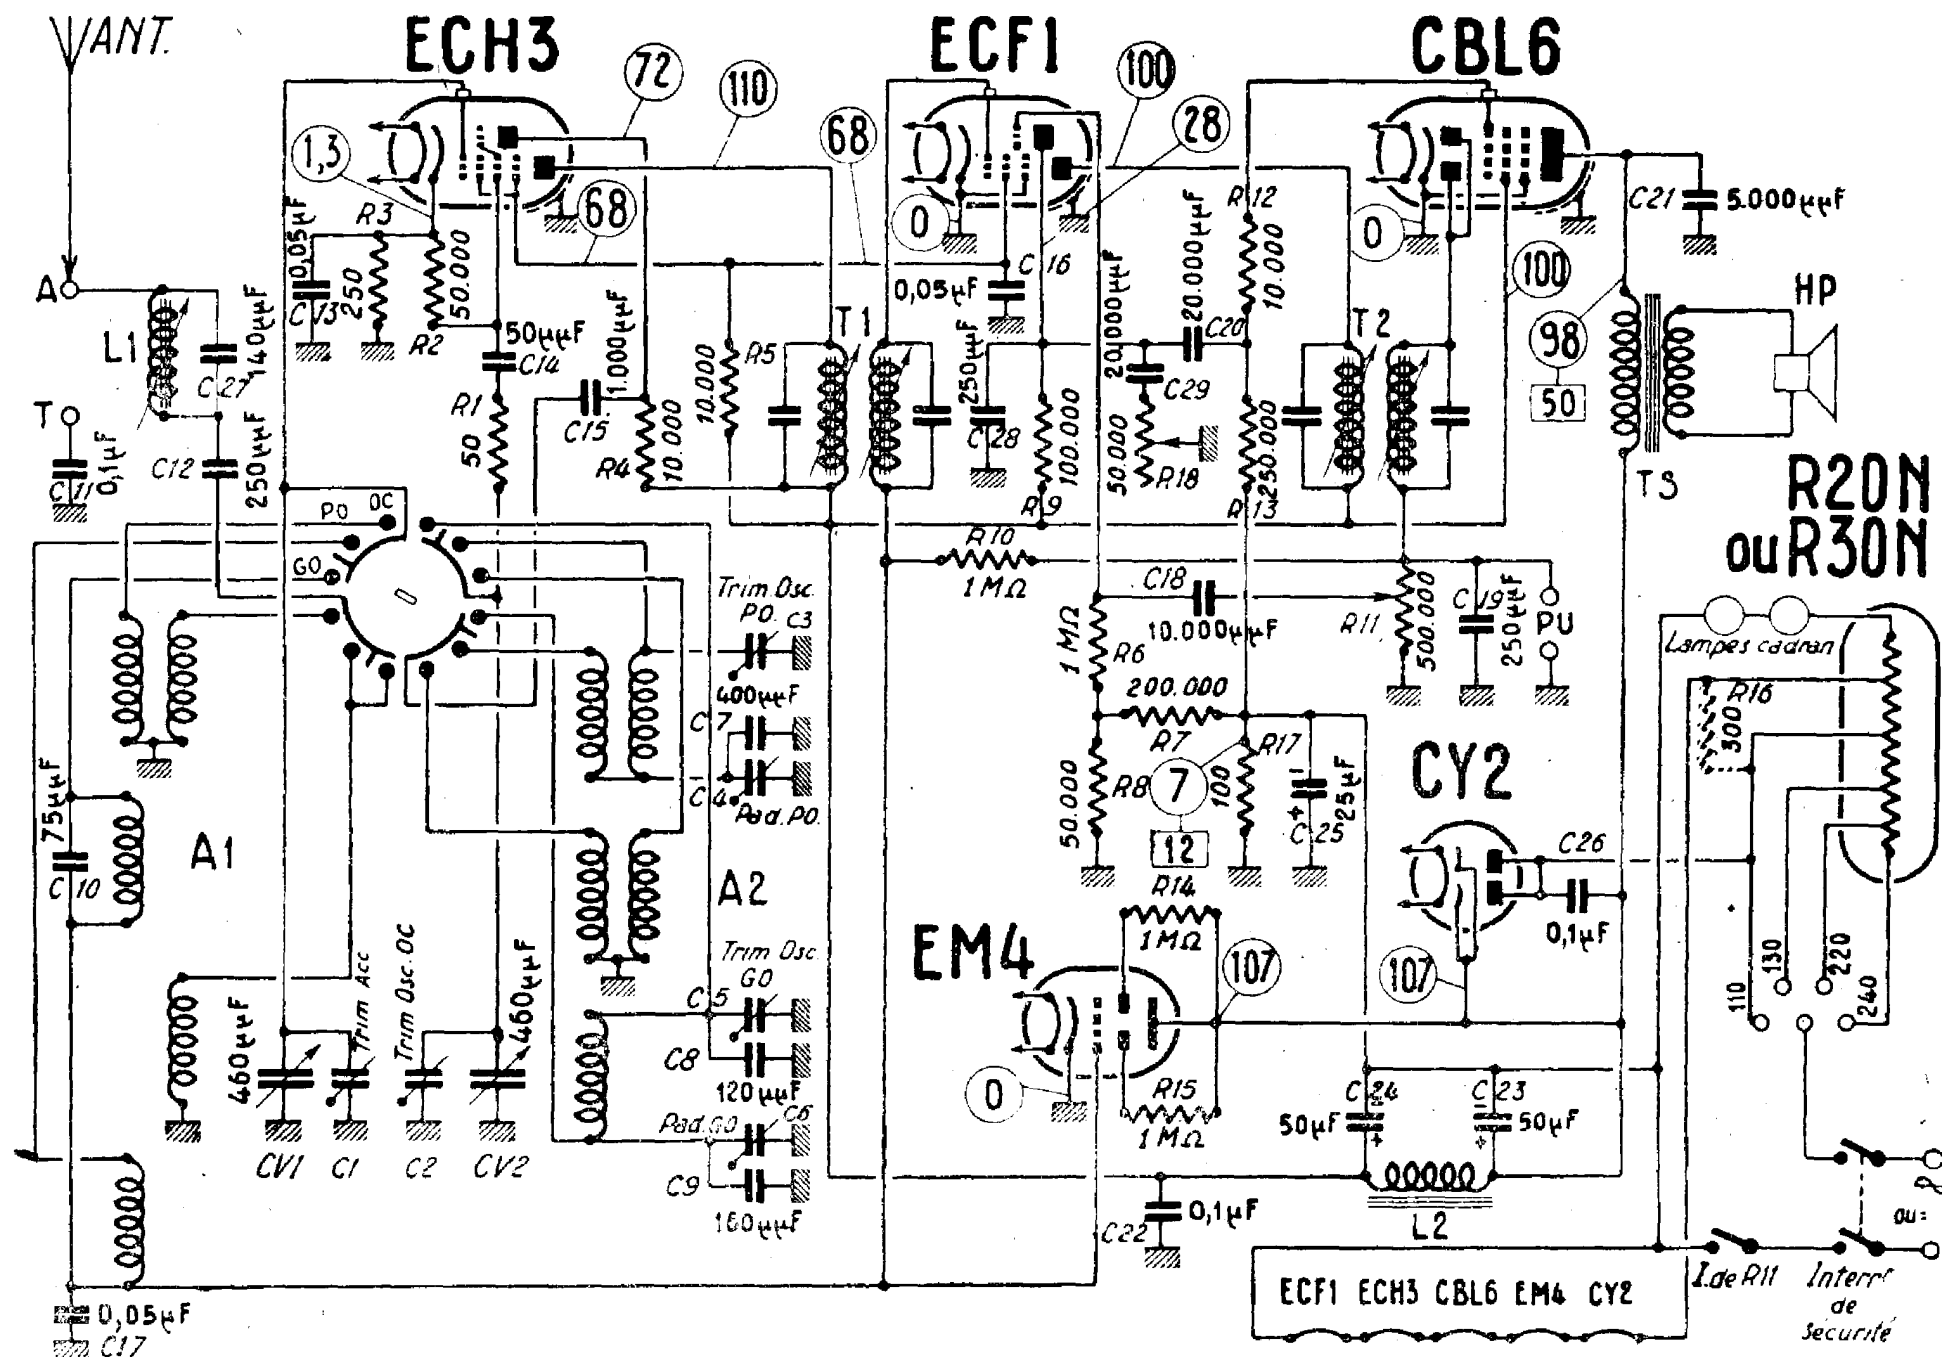 ANT.
ECH3
ECF1
CBL6
72
110
100
28
68
1,3
68
0
0
100
98
50
A
L1
140µµF
C27
T
0,1µF
C11
C12
250µµF
R3
0,05µF
C13
250
50.000
R2
50µµF
C14
R1
50
1.000µµF
C15
R4
10.000
R5
10.000
T1
0,05µF
C16
250µµF
C28
100.000
R9
20.000µµF
C29
50.000
R18
20.000µµF
C20
R12
10.000
250.000
R13
T2
C21
5.000µµF
HP
TS
R20N
ou R30N
OC
PO
GO
R10
1MΩ
C18
10.000µµF
1MΩ
R6
200.000
R7
R8
50.000
7
12
R17
100
C25
25µF
R11
500.000
C19
250µµF
PU
Lampes cadran
R16
300
Trim.Osc.
PO.
C3
400µµF
C7
C4
Pad.PO.
75µµF
C10
A1
A2
CY2
C26
0,1µF
107
107
R14
1MΩ
EM4
0
R15
1MΩ
130
220
110
240
Trim Osc.
GO
C5
C8
120µµF
Pad.GO
C6
C9
160µµF
460µµF
Trim Acc
Trim Osc.OC
460µµF
CV1
C1
C2
CV2
C24
50µF
C23
50µF
L2
0,1µF
C22
ou=
I.de R11
Interr
de
Sécurité
ECF1 ECH3 CBL6 EM4 CY2
0,05µF
C17